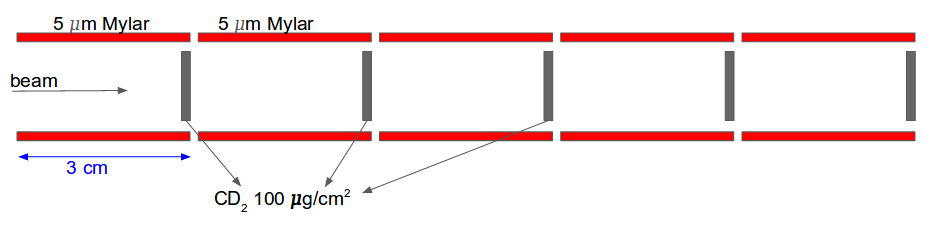 5 µm Mylar 5 µm Mylar
beam
3 cm
CD₂ 100 µg/cm²